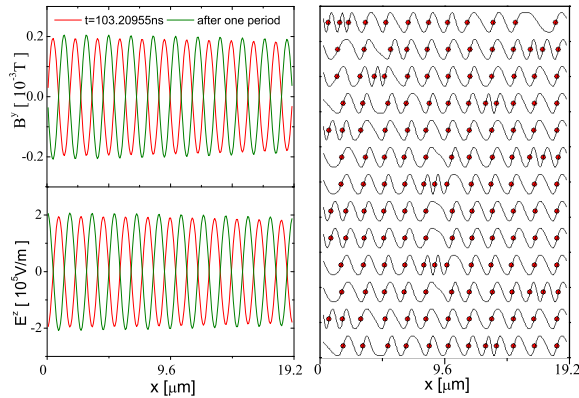 t=103.20955ns after one period
0.2
0.0
-0.2
B^y [10^-3 T]
2
0
-2
E^z [10^5 V/m]
0 9.6 19.2
x [μm]
9.6 19.2
x [μm]